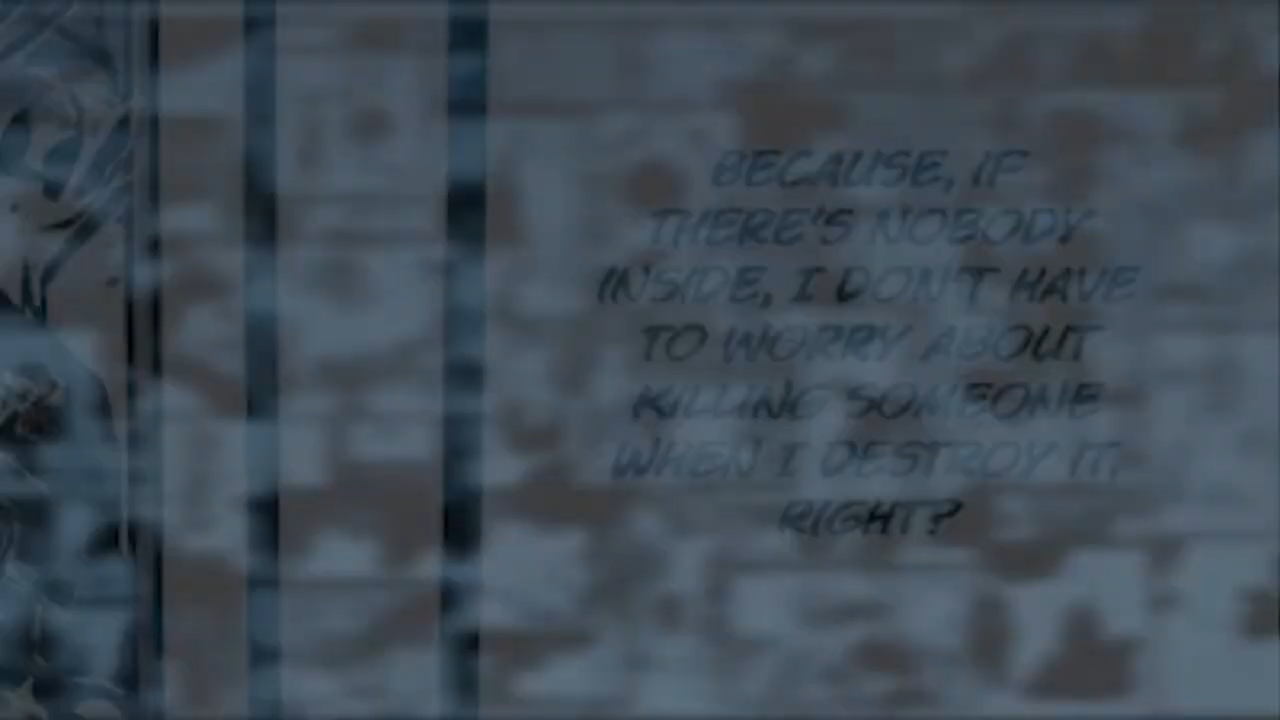 BECAUSE, IF
THERE'S NOBODY
INSIDE, I DON'T HAVE
TO WORRY ABOUT
KILLING SOMEONE
WHEN I DESTROY IT,
RIGHT?